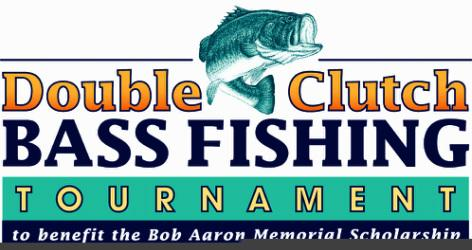 Double Clutch
BASS FISHING
TOURNAMENT
to benefit the Bob Aaron Memorial Scholarship